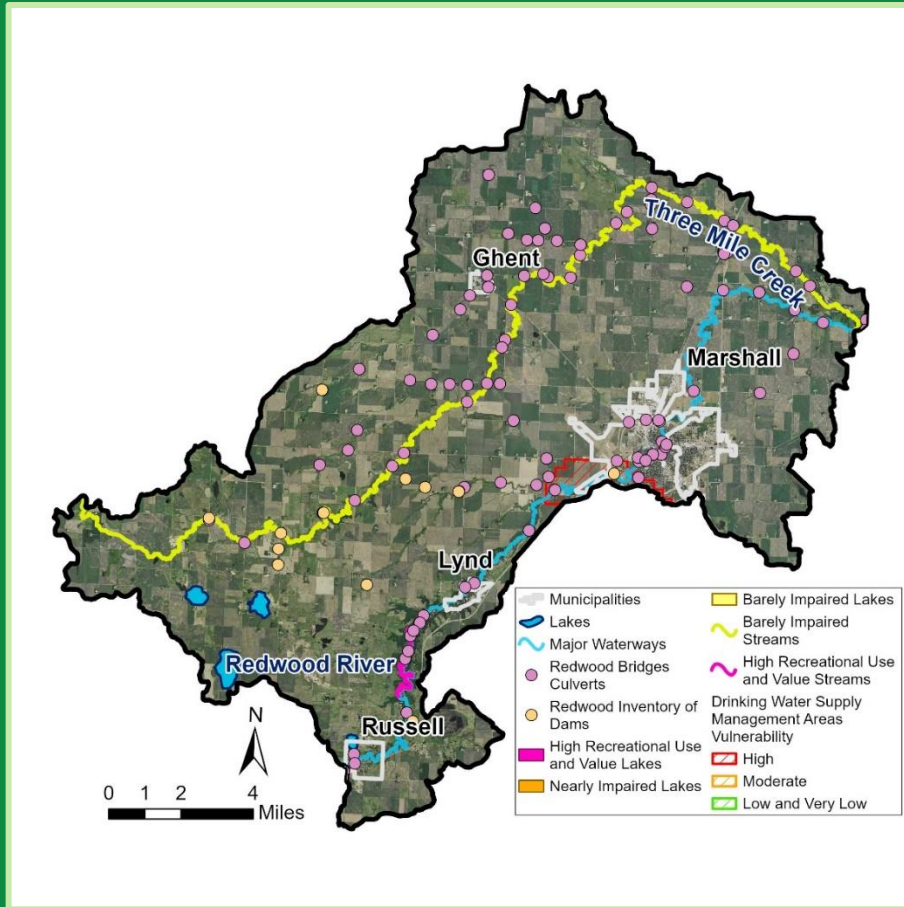 Three Mile Creek
Ghent
Marshall
Lynd
Redwood River
Russell
N
0 1 2 4
Miles
Municipalities
Lakes
Major Waterways
Redwood Bridges
Culverts
Redwood Inventory of
Dams
High Recreational Use
and Value Lakes
Nearly Impaired Lakes
Barely Impaired Lakes
Barely Impaired
Streams
High Recreational Use
and Value Streams
Drinking Water Supply
Management Areas
Vulnerability
High
Moderate
Low and Very Low